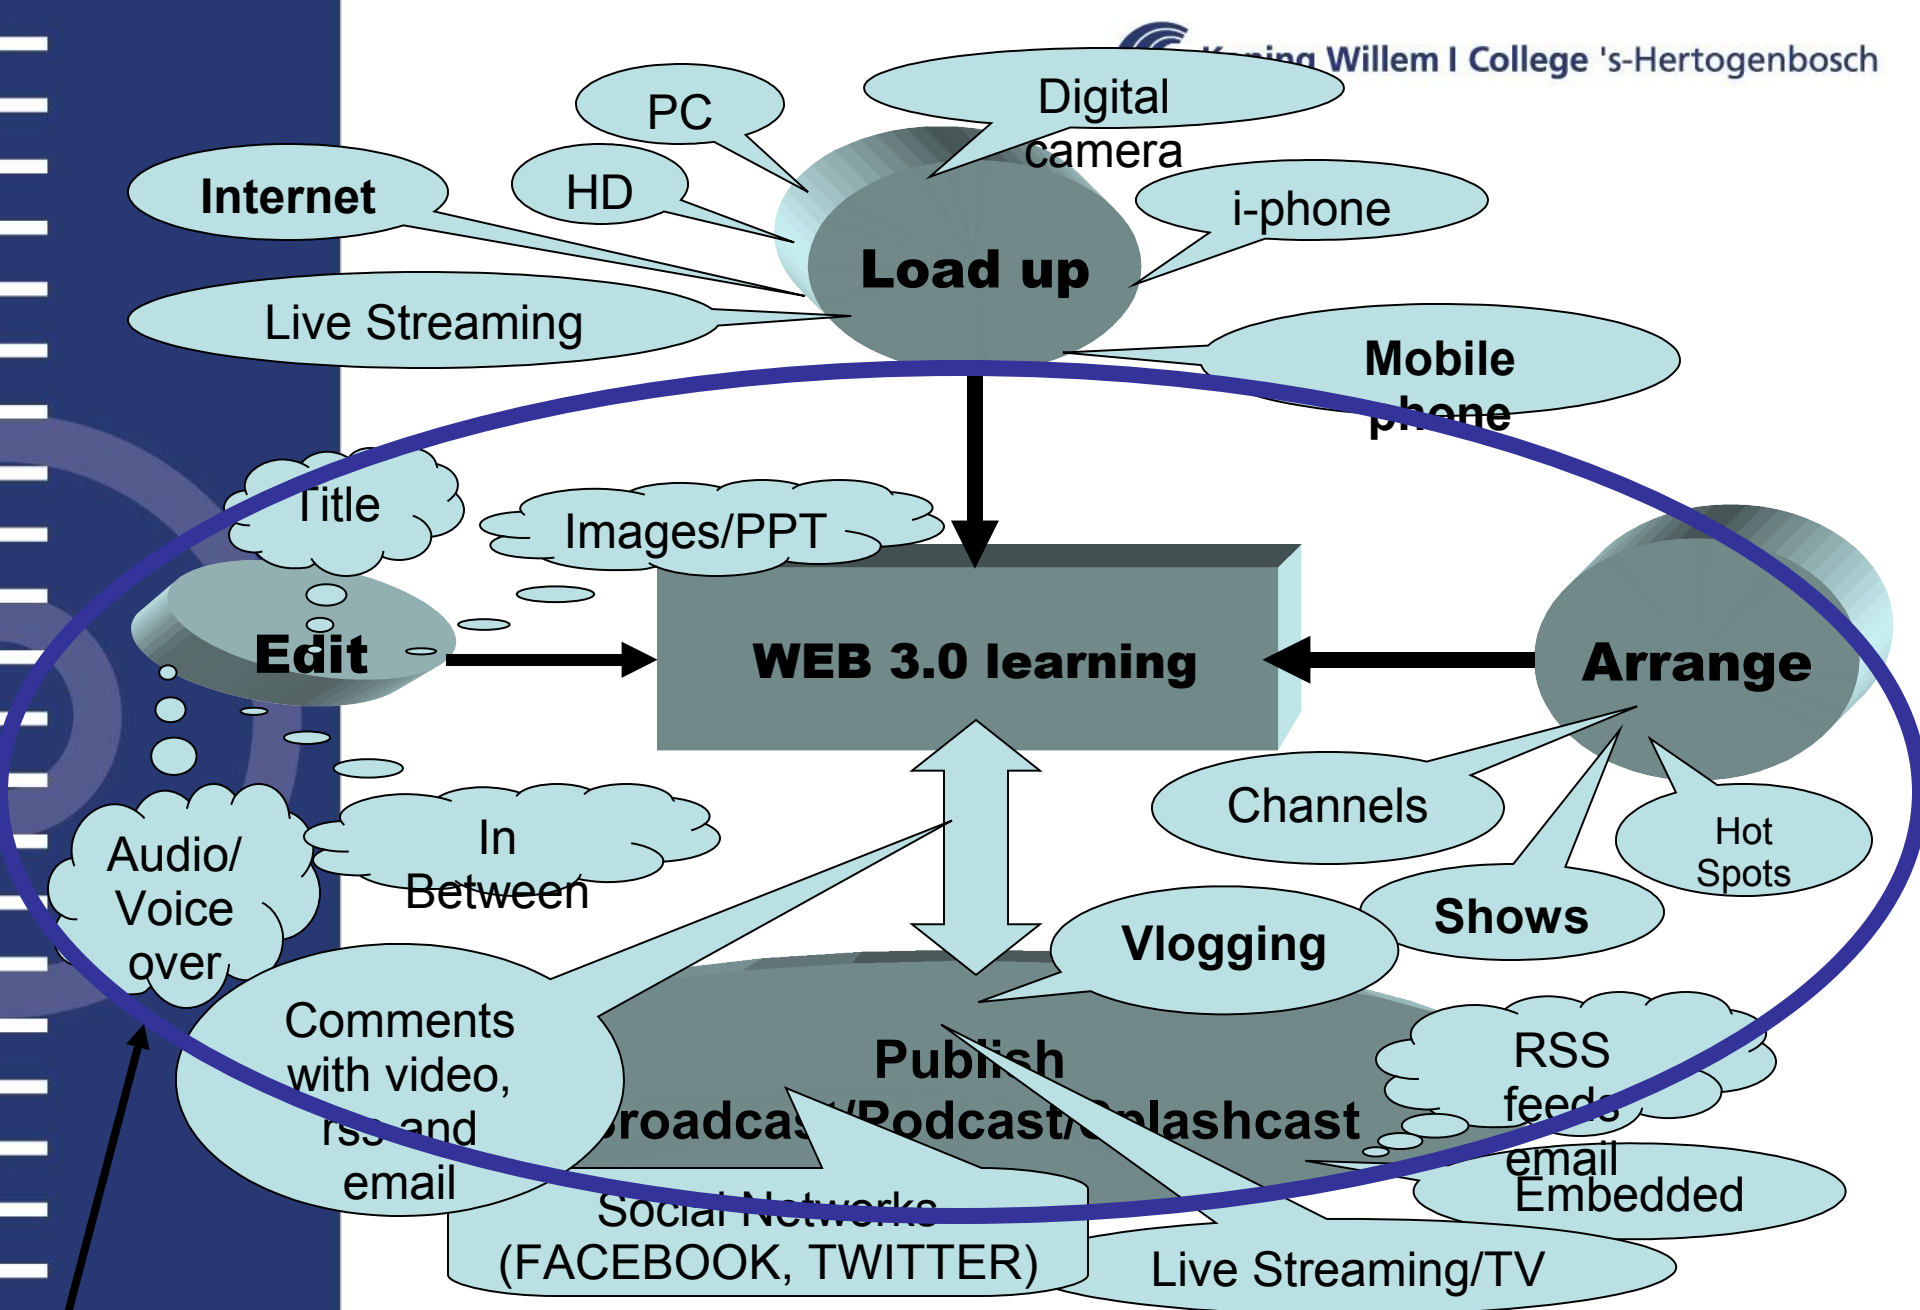 Koning Willem I College 's-Hertogenbosch
PC
Digital
camera
Internet
HD
i-phone
Load up
Live Streaming
Mobile
phone
Title
Images/PPT
Edit
WEB 3.0 learning
Arrange
Channels
Hot
Spots
In
Between
Audio/
Voice
over
Shows
Vlogging
Comments
with video,
rss and
email
Publish
Broadcast/Podcast/Splashcast
RSS
feeds
email
Embedded
Social Networks
(FACEBOOK, TWITTER)
Live Streaming/TV